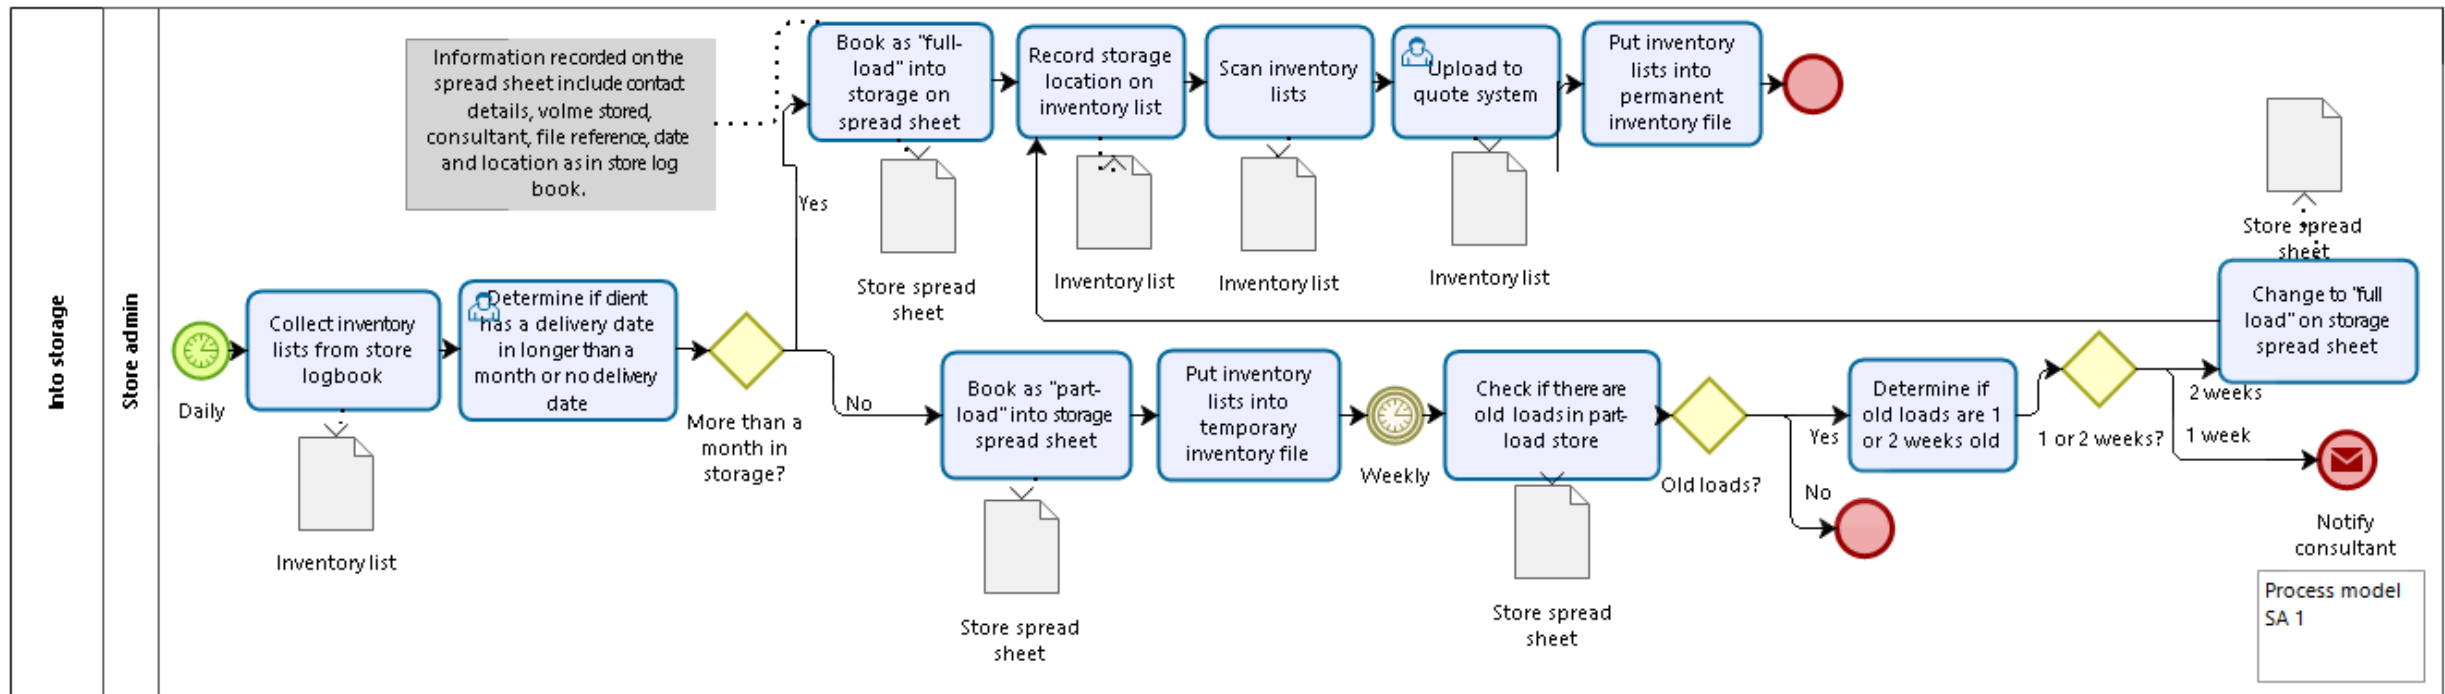 Into storage
Store admin
Information recorded on the
spread sheet include contact
details, volme stored,
consultant, file reference, date
and location as in store log
book.
Book as "full-
load" into
storage on
spread sheet
Record storage
location on
inventory list
Scan inventory
lists
Upload to
quote system
Put inventory
lists into
permanent
inventory file
Yes
Store spread
sheet
Inventory list
Inventory list
Inventory list
Store spread
sheet
Daily
Collect inventory
lists from store
logbook
Inventory list
Determine if client
has a delivery date
in longer than a
month or no delivery
date
More than a
month in
storage?
No
Book as "part-
load" into storage
spread sheet
Store spread
sheet
Put inventory
lists into
temporary
inventory file
Weekly
Check if there are
old loads in part-
load store
Store spread
sheet
Old loads?
Yes
No
Determine if
old loads are 1
or 2 weeks old
1 or 2 weeks?
Change to "full
load" on storage
spread sheet
2 weeks
1 week
Notify
consultant
Process model
SA 1